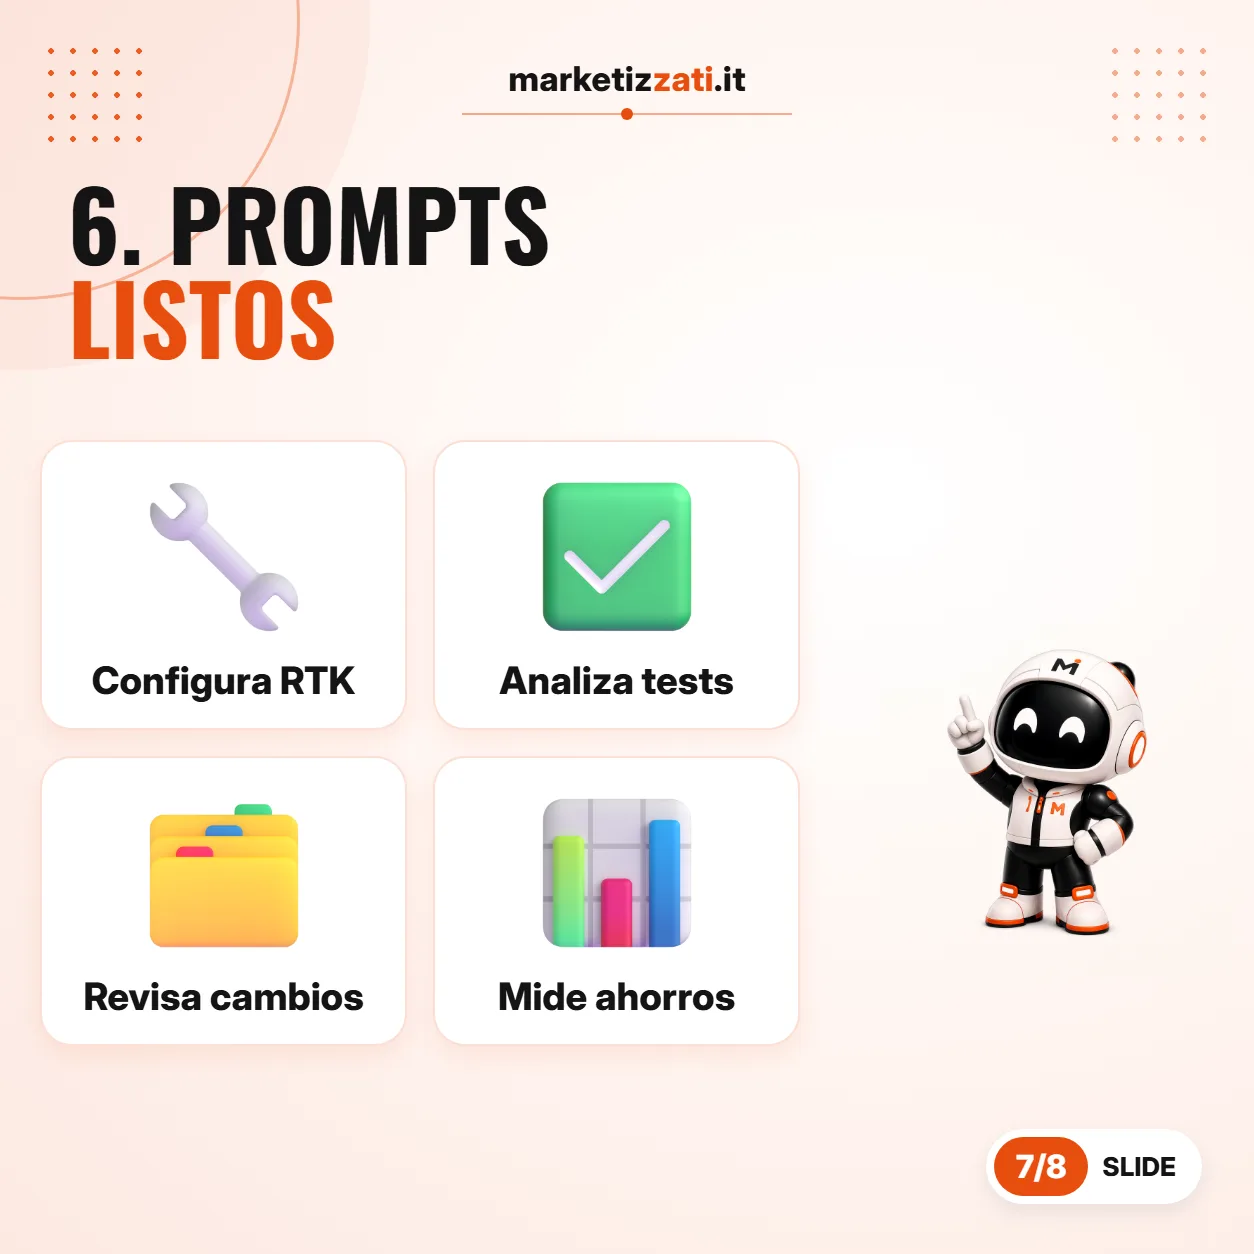 marketizzati.it
6. PROMPTS
LISTOS
Configura RTK
Analiza tests
Revisa cambios
Mide ahorros
M
M
7/8 SLIDE